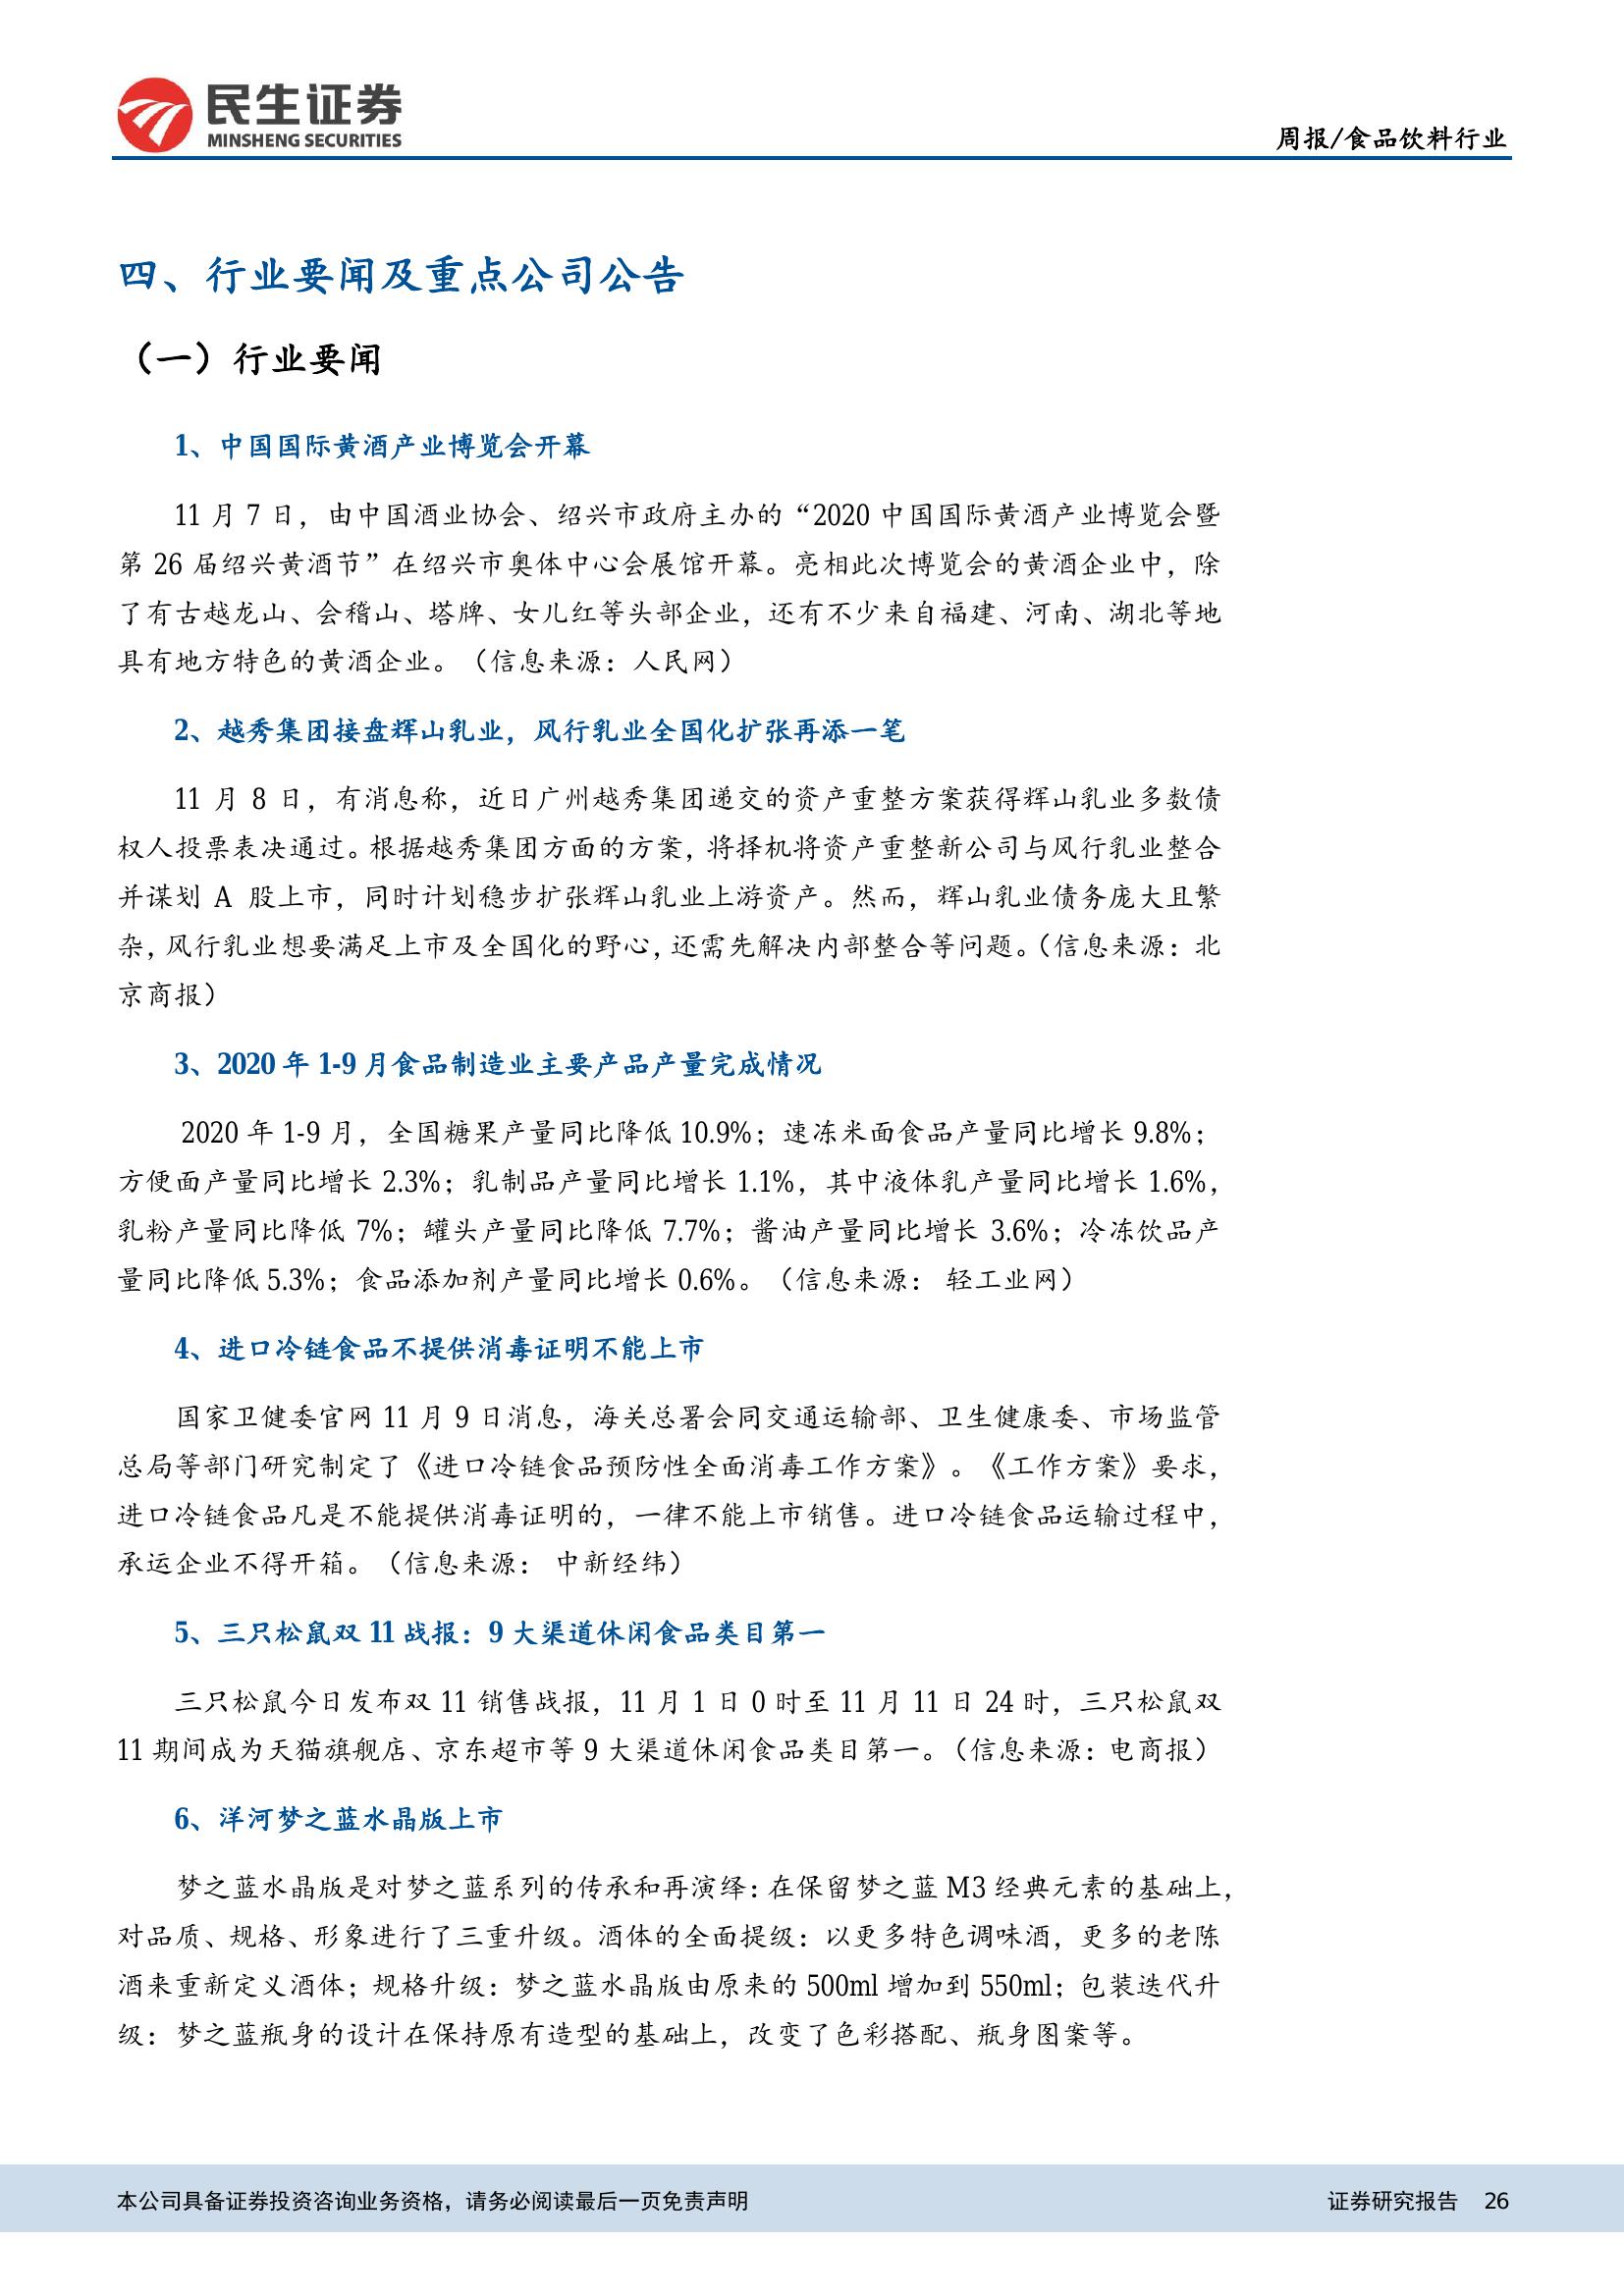 民生证券
MINSHENG SECURITIES
周报/食品饮料行业
四、行业要闻及重点公司公告
（一）行业要闻
1、中国国际黄酒产业博览会开幕
11 月 7 日，由中国酒业协会、绍兴市政府主办的“2020 中国国际黄酒产业博览会暨
第 26 届绍兴黄酒节”在绍兴市奥体中心会展馆开幕。亮相此次博览会的黄酒企业中，除
了有古越龙山、会稽山、塔牌、女儿红等头部企业，还有不少来自福建、河南、湖北等地
具有地方特色的黄酒企业。（信息来源：人民网）
2、越秀集团接盘辉山乳业，风行乳业全国化扩张再添一笔
11 月 8 日，有消息称，近日广州越秀集团递交的资产重整方案获得辉山乳业多数债
权人投票表决通过。根据越秀集团方面的方案，将择机将资产重整新公司与风行乳业整合
并谋划 A 股上市，同时计划稳步扩张辉山乳业上游资产。然而，辉山乳业债务庞大且繁
杂，风行乳业想要满足上市及全国化的野心，还需先解决内部整合等问题。（信息来源：北
京商报）
3、2020 年 1-9 月食品制造业主要产品产量完成情况
2020 年 1-9 月，全国糖果产量同比降低 10.9%；速冻米面食品产量同比增长 9.8%；
方便面产量同比增长 2.3%；乳制品产量同比增长 1.1%，其中液体乳产量同比增长 1.6%，
乳粉产量同比降低 7%；罐头产量同比降低 7.7%；酱油产量同比增长 3.6%；冷冻饮品产
量同比降低 5.3%；食品添加剂产量同比增长 0.6%。（信息来源： 轻工业网）
4、进口冷链食品不提供消毒证明不能上市
国家卫健委官网 11 月 9 日消息，海关总署会同交通运输部、卫生健康委、市场监管
总局等部门研究制定了《进口冷链食品预防性全面消毒工作方案》。《工作方案》要求，
进口冷链食品凡是不能提供消毒证明的，一律不能上市销售。进口冷链食品运输过程中，
承运企业不得开箱。（信息来源： 中新经纬）
5、三只松鼠双 11 战报：9 大渠道休闲食品类目第一
三只松鼠今日发布双 11 销售战报，11 月 1 日 0 时至 11 月 11 日 24 时，三只松鼠双
11 期间成为天猫旗舰店、京东超市等 9 大渠道休闲食品类目第一。（信息来源：电商报）
6、洋河梦之蓝水晶版上市
梦之蓝水晶版是对梦之蓝系列的传承和再演绎：在保留梦之蓝 M3 经典元素的基础上，
对品质、规格、形象进行了三重升级。酒体的全面提级：以更多特色调味酒，更多的老陈
酒来重新定义酒体；规格升级：梦之蓝水晶版由原来的 500ml 增加到 550ml；包装迭代升
级：梦之蓝瓶身的设计在保持原有造型的基础上，改变了色彩搭配、瓶身图案等。
本公司具备证券投资咨询业务资格，请务必阅读最后一页免责声明
证券研究报告 26